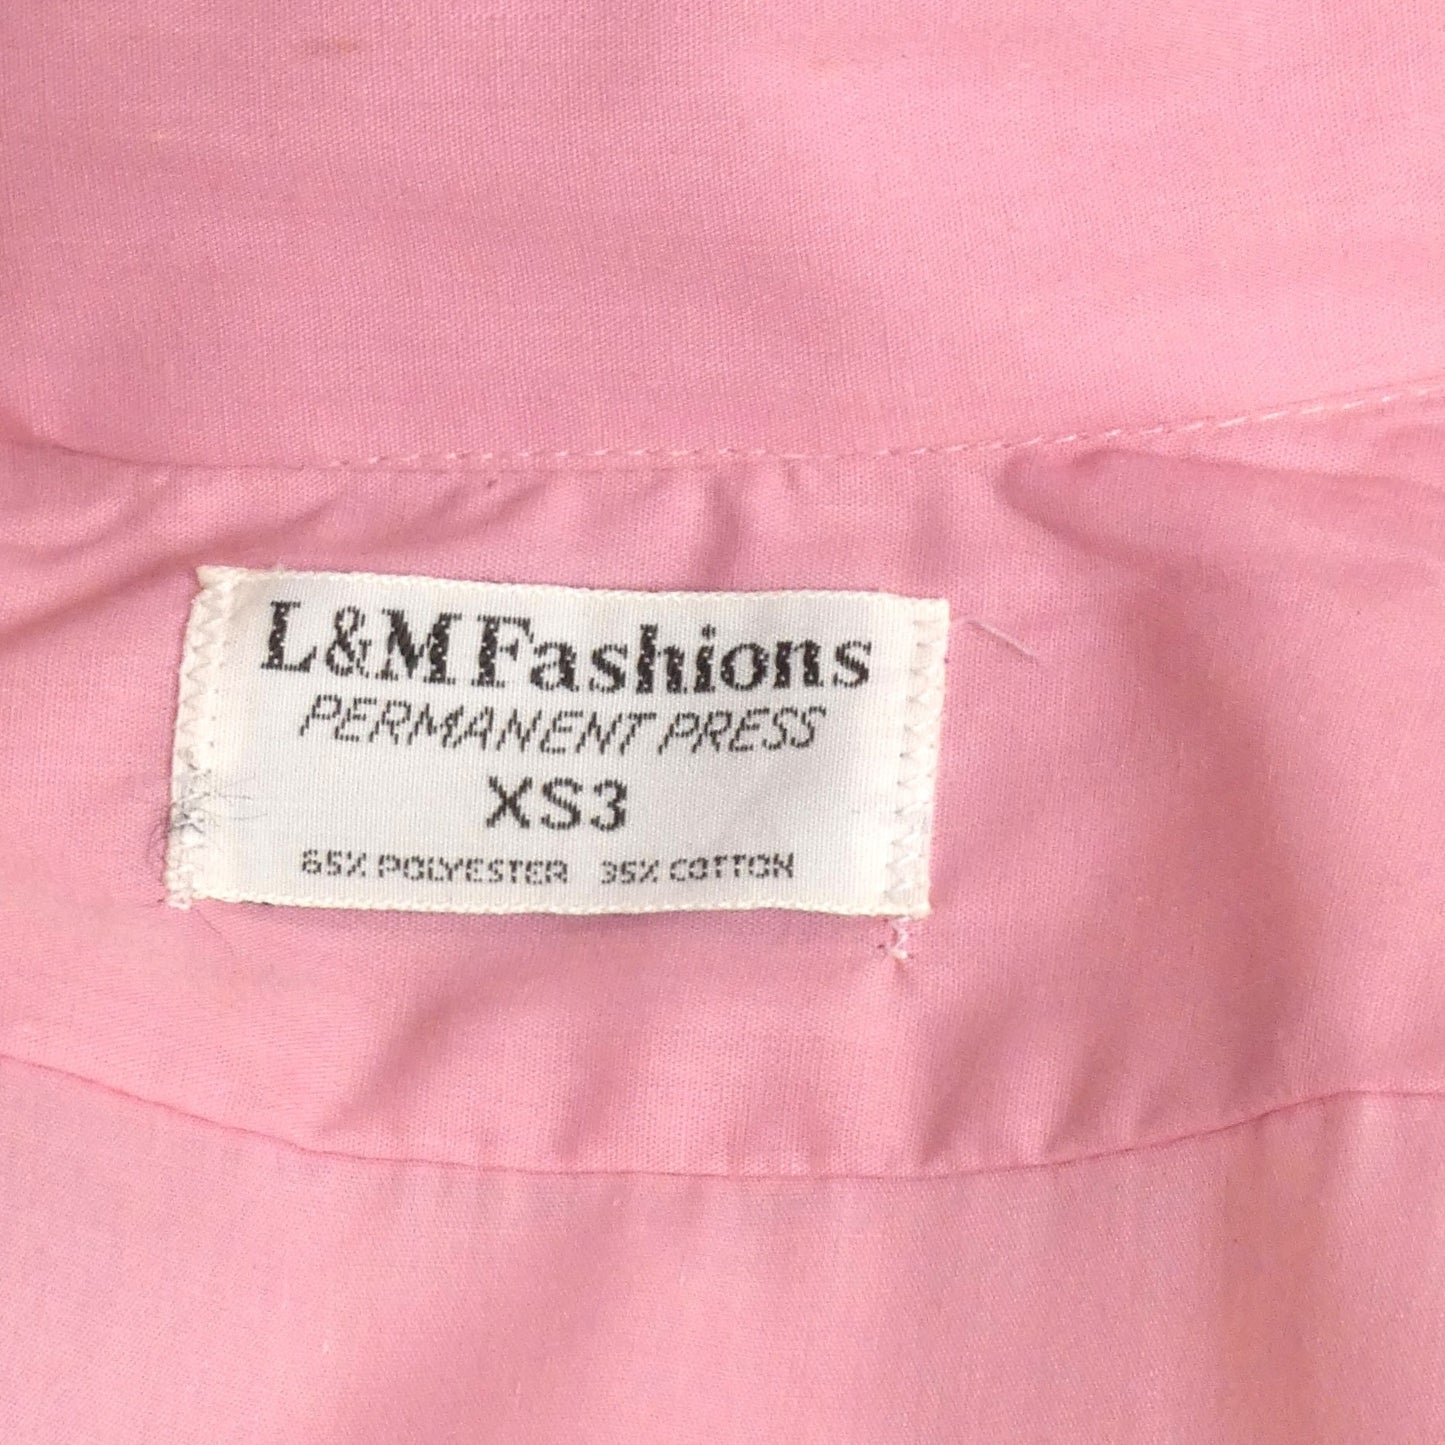 L&M Fashions
PERMANENT PRESS
XS3
65% POLYESTER 35% COTTON